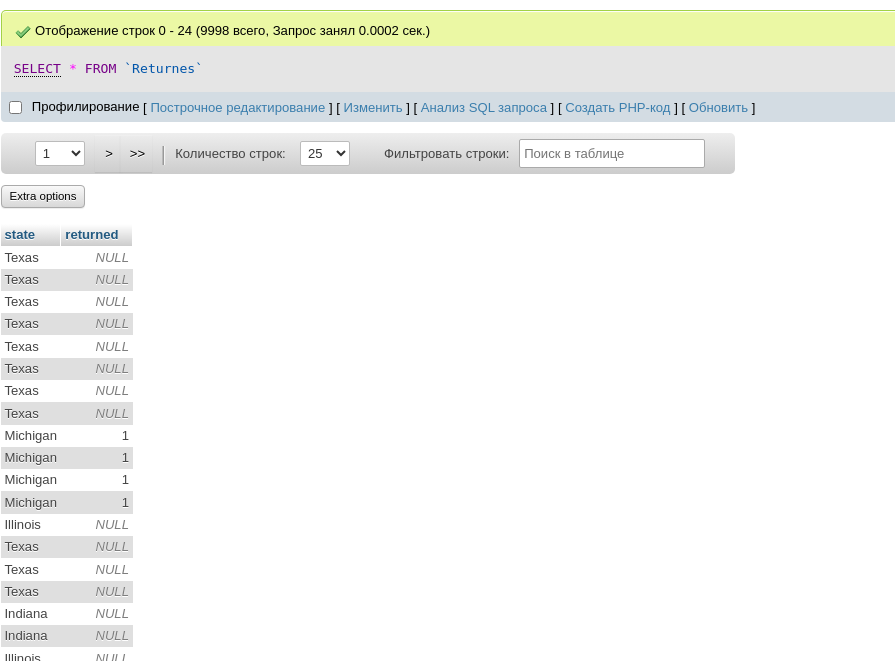 Отображение строк 0 - 24 (9998 всего, Запрос занял 0.0002 сек.)
SELECT * FROM `Returnes`
Профилирование [ Построчное редактирование ] [ Изменить ] [ Анализ SQL запроса ] [ Создать PHP-код ] [ Обновить ]
1 > >> | Количество строк: 25 Фильтровать строки: Поиск в таблице
Extra options
state returned
Texas NULL
Texas NULL
Texas NULL
Texas NULL
Texas NULL
Texas NULL
Texas NULL
Texas NULL
Michigan 1
Michigan 1
Michigan 1
Michigan 1
Illinois NULL
Texas NULL
Texas NULL
Texas NULL
Indiana NULL
Indiana NULL
Illinois NULL